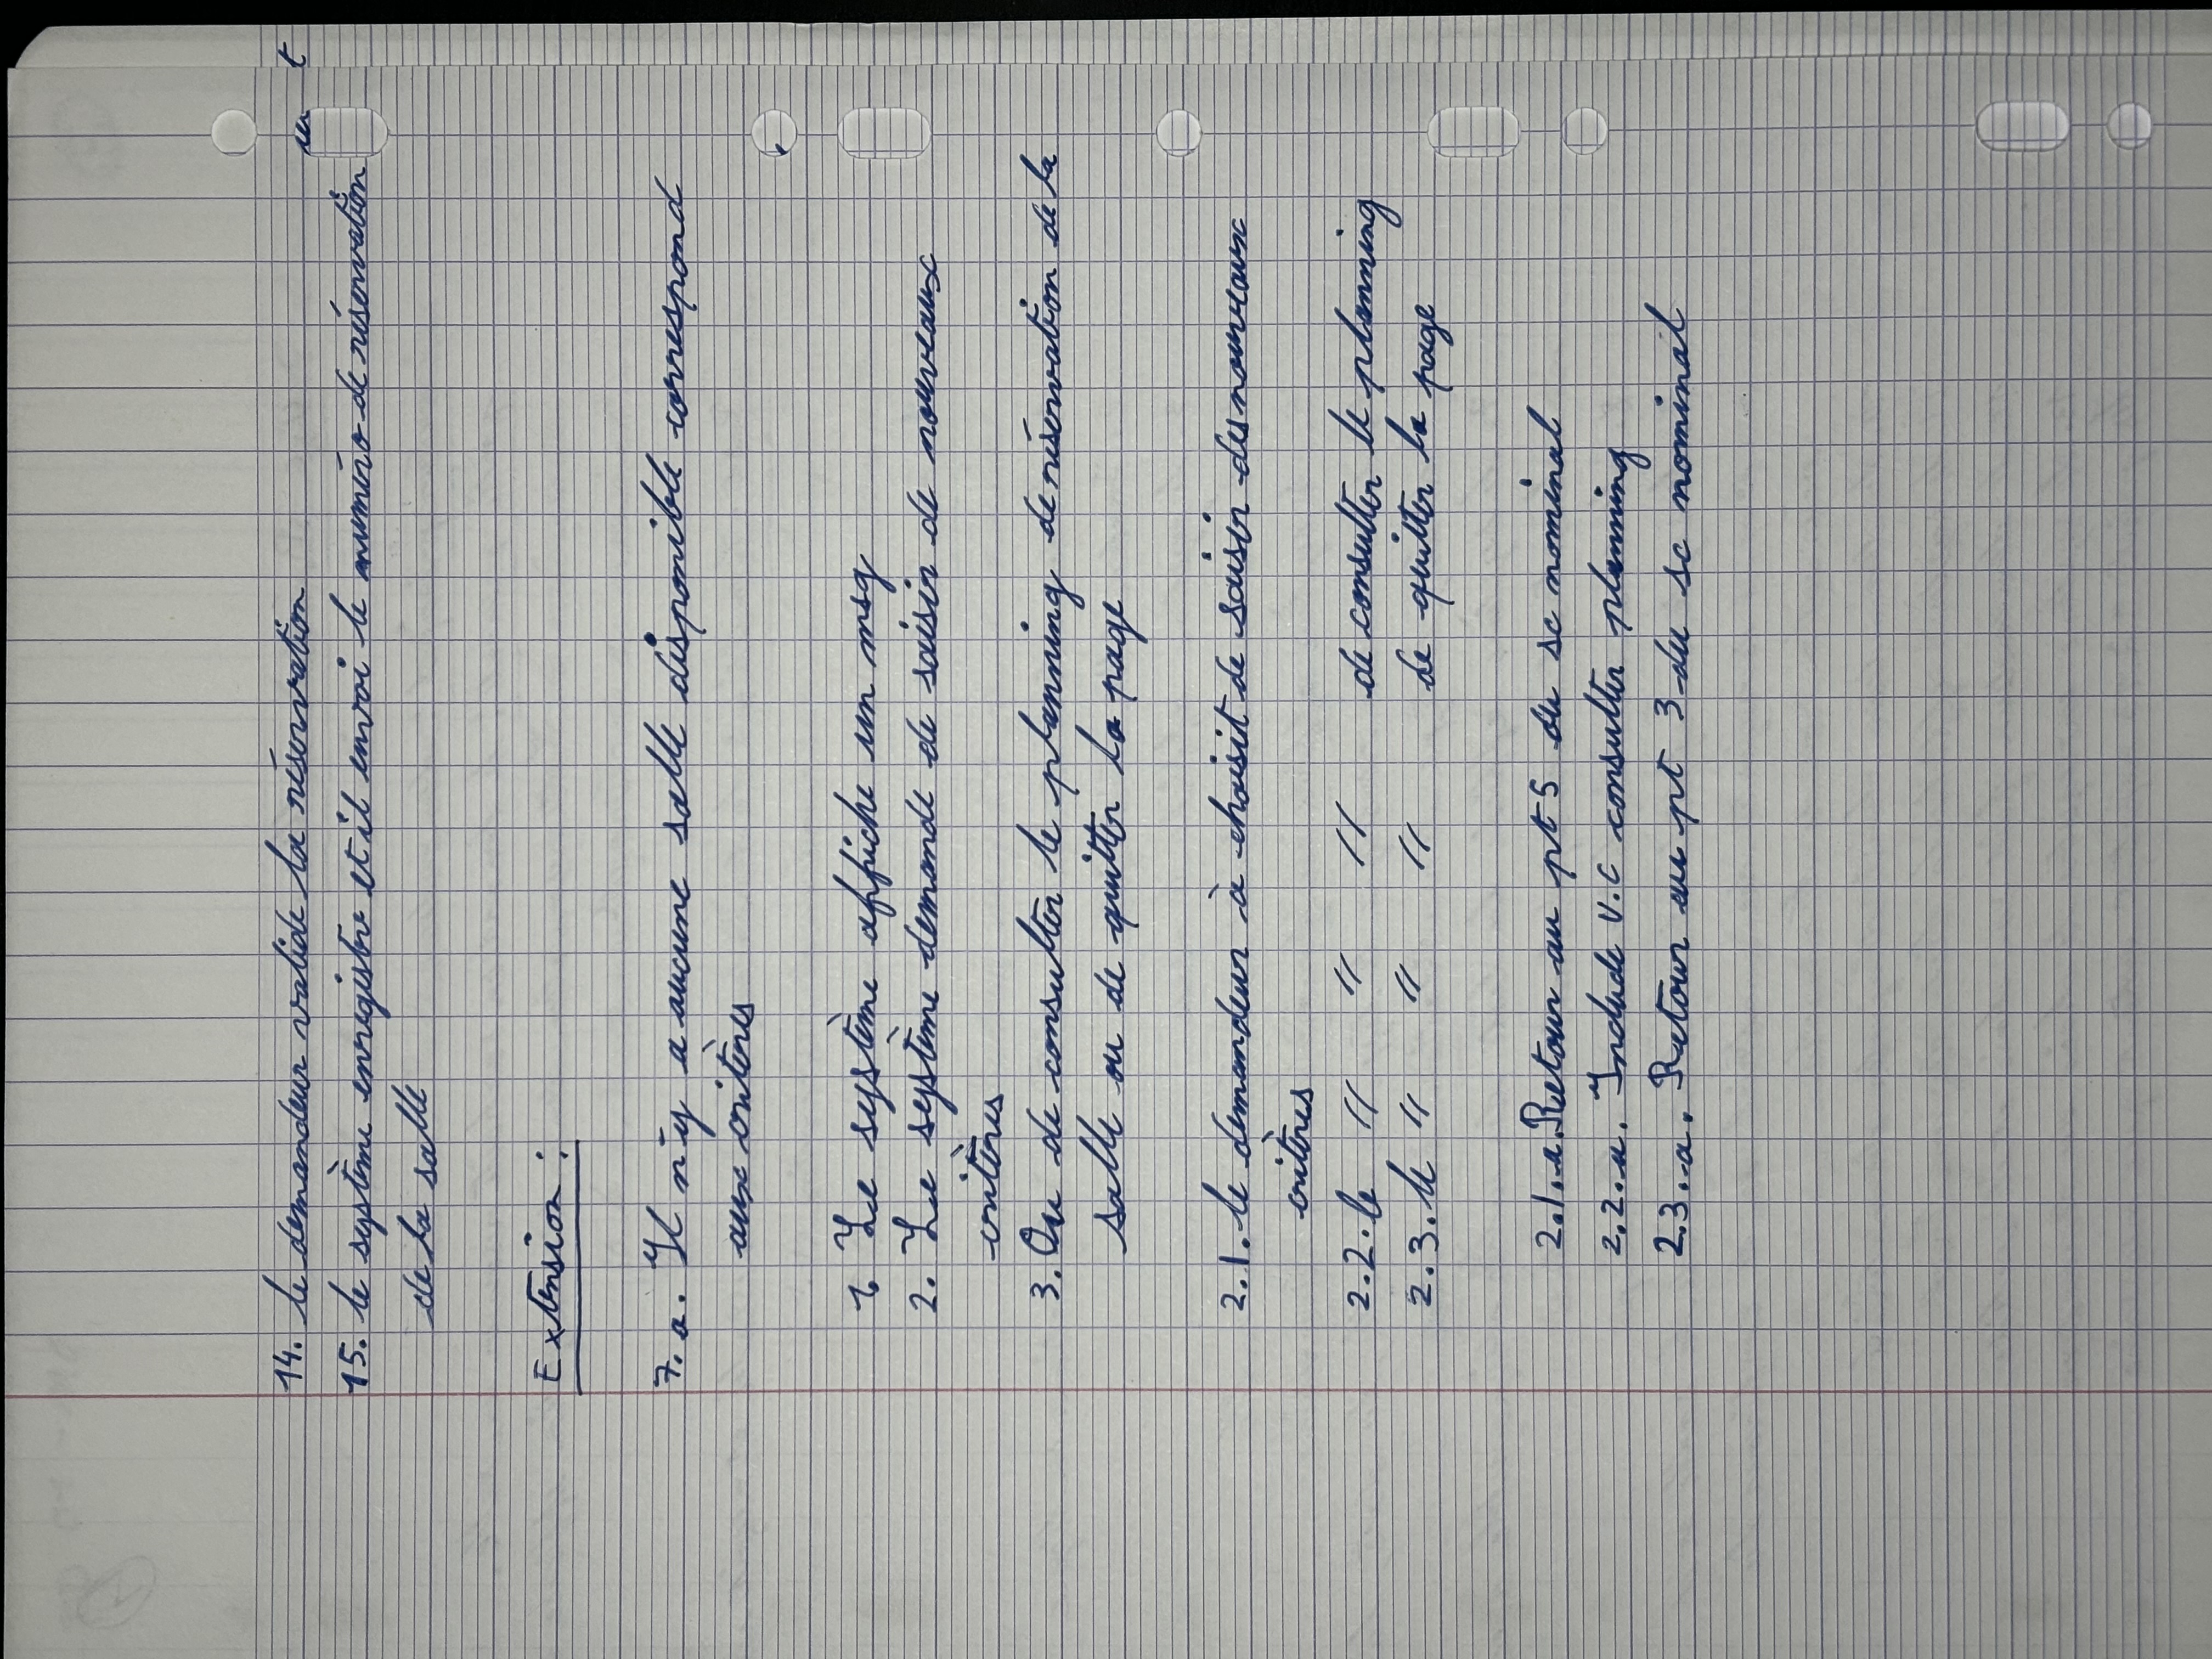 14. le demandeur valide la réservation
15. le système enregistre et il envoi le numéro de réservation
de la salle
Extension :
7.a. Il n'y a aucune salle disponible correspond
aux critères
1. Le système affiche un msg
2. Le système demande de saisir de nouveaux
critères
3. Ou de consulter le planning de réservation de la
salle ou de quitter la page
2.1. le demandeur à choisit de saisir des nouveaux
critères
2.2. le " " " de consulter le planning
2.3. le " " " de quitter la page
2.1.a. Retour au pt 5 du sc nominal
2.2.a. Include U.C consulter planning
2.3.a. Retour au pt 3 du sc nominal